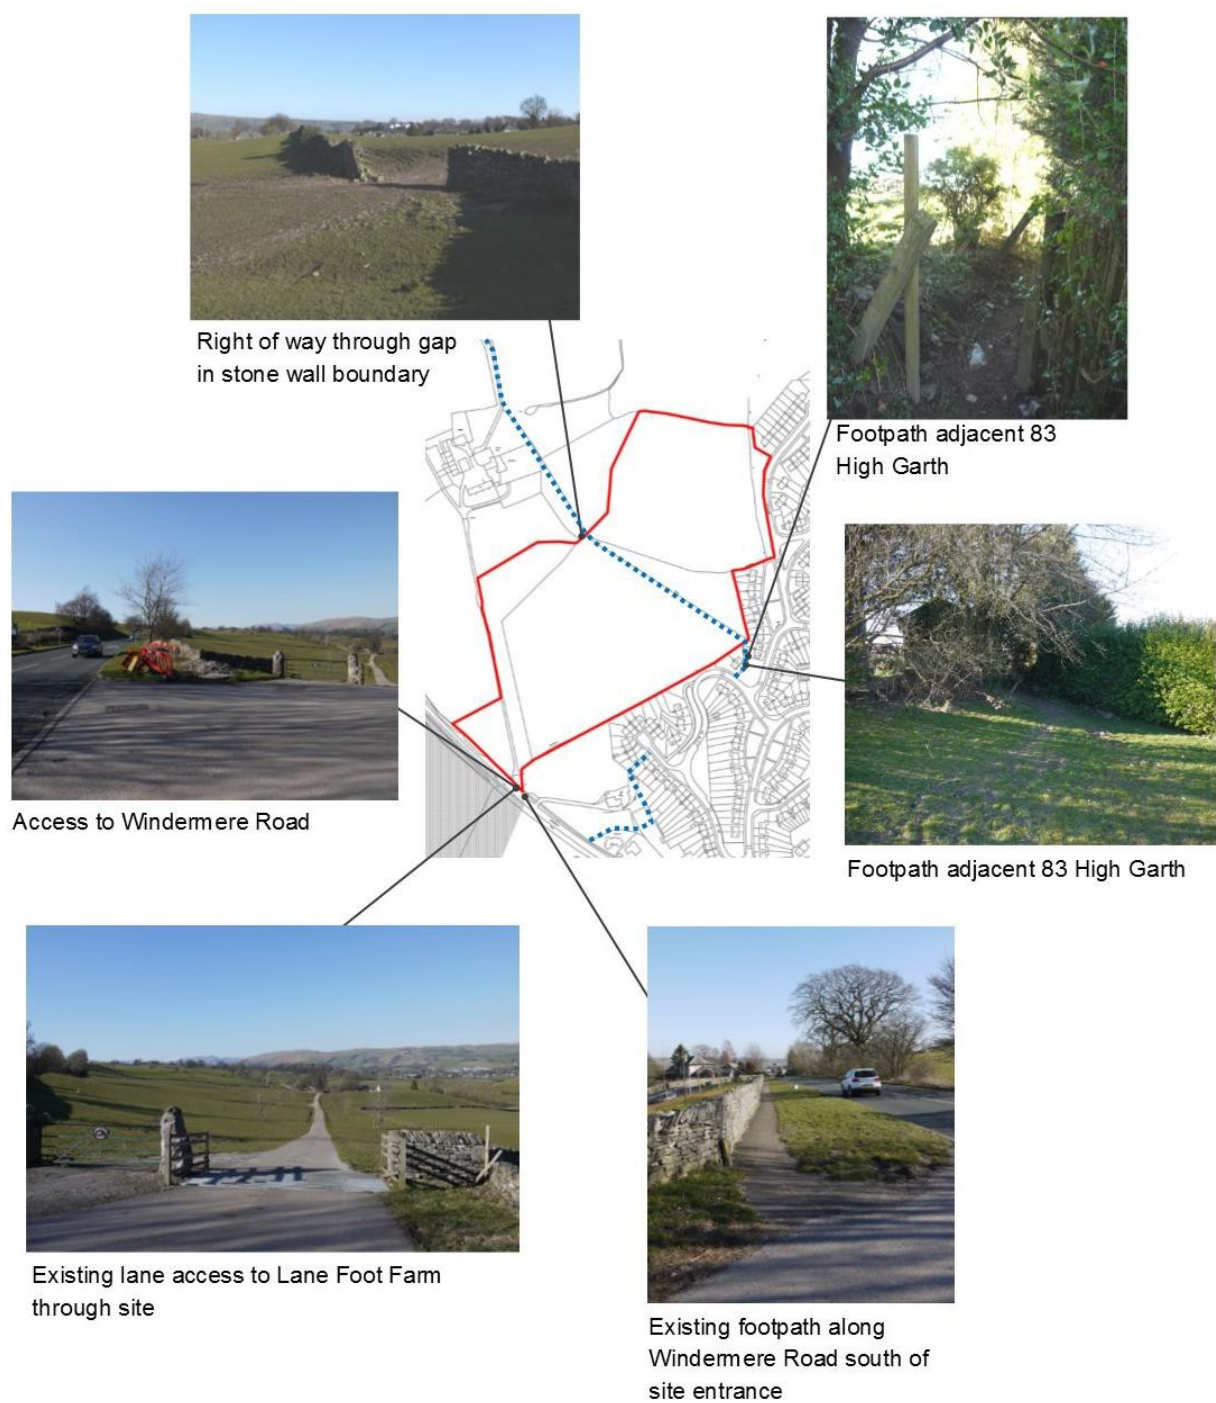 Right of way through gap
in stone wall boundary
Footpath adjacent 83
High Garth
Access to Windermere Road
Footpath adjacent 83 High Garth
Existing lane access to Lane Foot Farm
through site
Existing footpath along
Windermere Road south of
site entrance